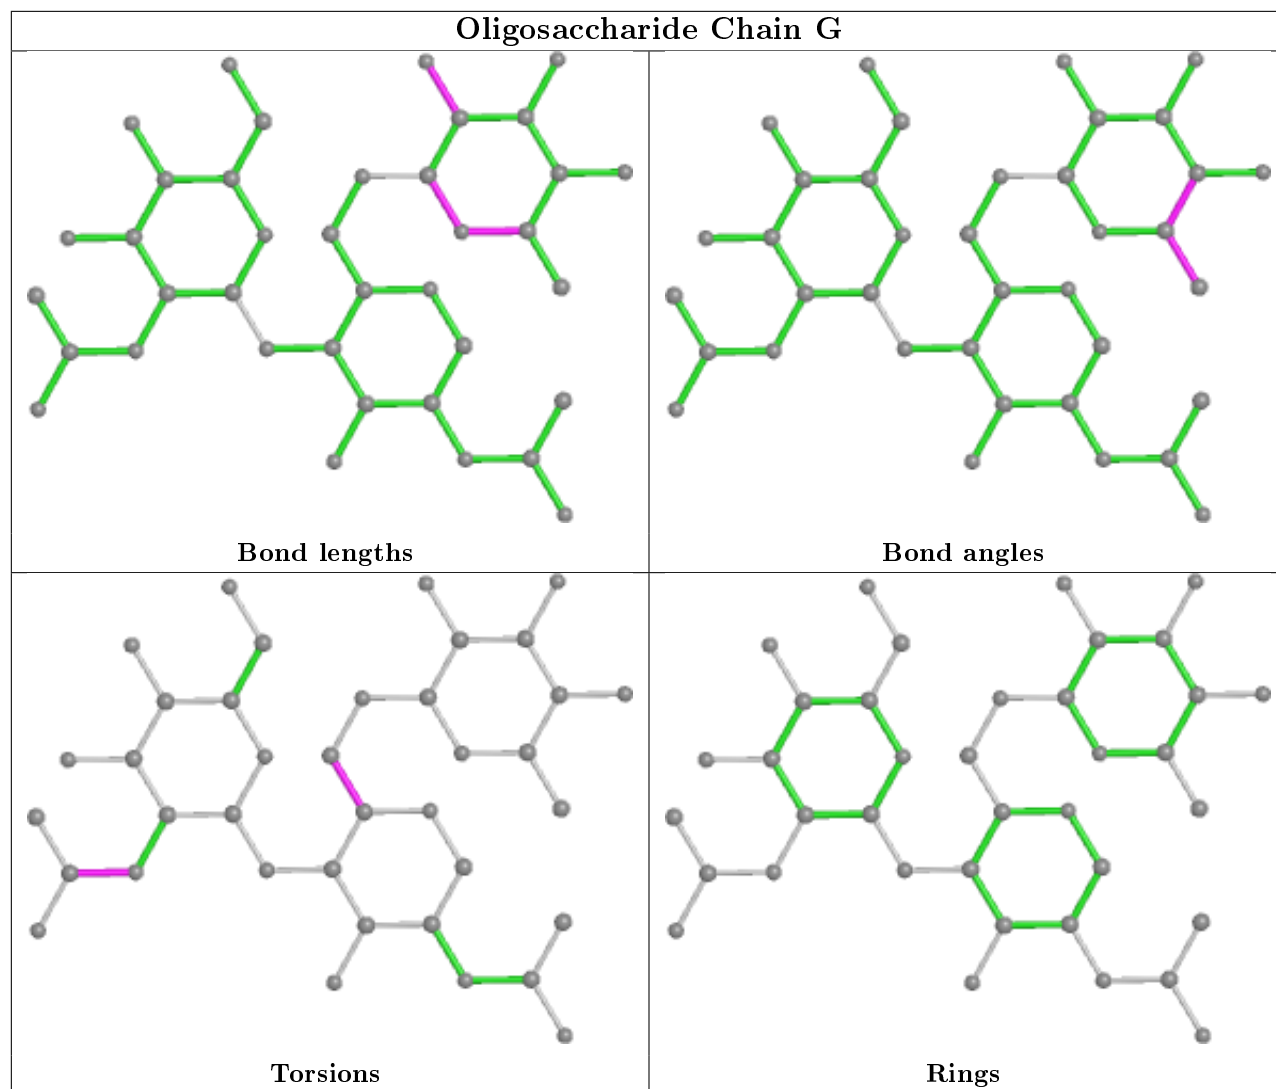 Oligosaccharide Chain G
Bond lengths
Bond angles
Torsions
Rings